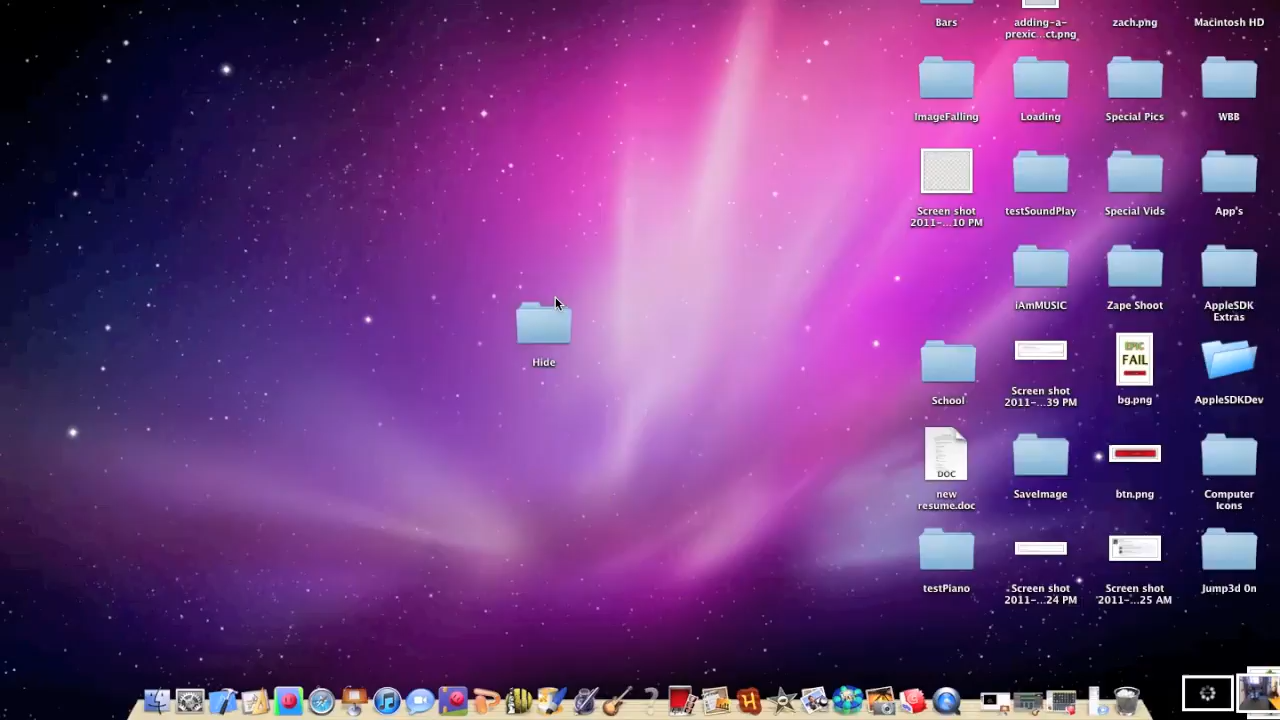 Bars
adding-a-
prexic...ct.png
zach.png
Macintosh HD
ImageFalling
Loading
Special Pics
WBB
Screen shot
2011-...10 PM
testSoundPlay
Special Vids
App's
Hide
iAmMUSIC
Zape Shoot
AppleSDK
Extras
School
Screen shot
2011-...39 PM
EPIC
FAIL
bg.png
AppleSDKDev
DOC
new
resume.doc
SaveImage
btn.png
Computer
Icons
testPiano
Screen shot
2011-...24 PM
Screen shot
2011-...25 AM
Jump3d 0n